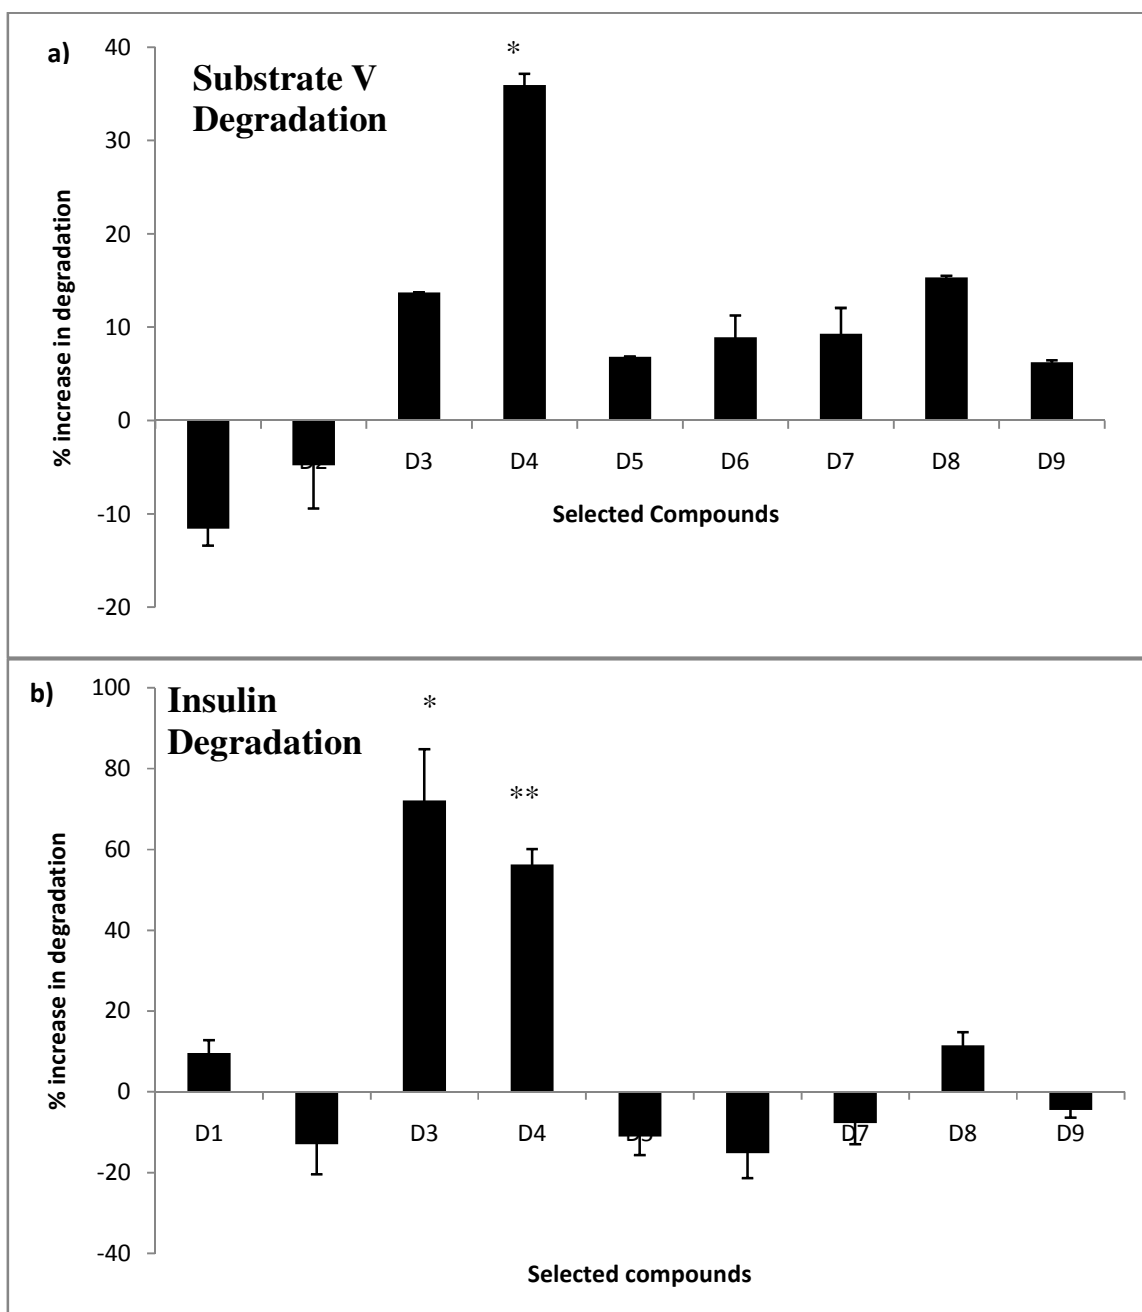 a)
Substrate V
Degradation
*
40
30
20
10
0
-10
-20
% increase in degradation
D2
D3
D4
D5
D6
D7
D8
D9
Selected Compounds
b)
Insulin
Degradation
*
**
100
80
60
40
20
0
-20
-40
% increase in degradation
D1
D3
D4
D5
D7
D8
D9
Selected compounds